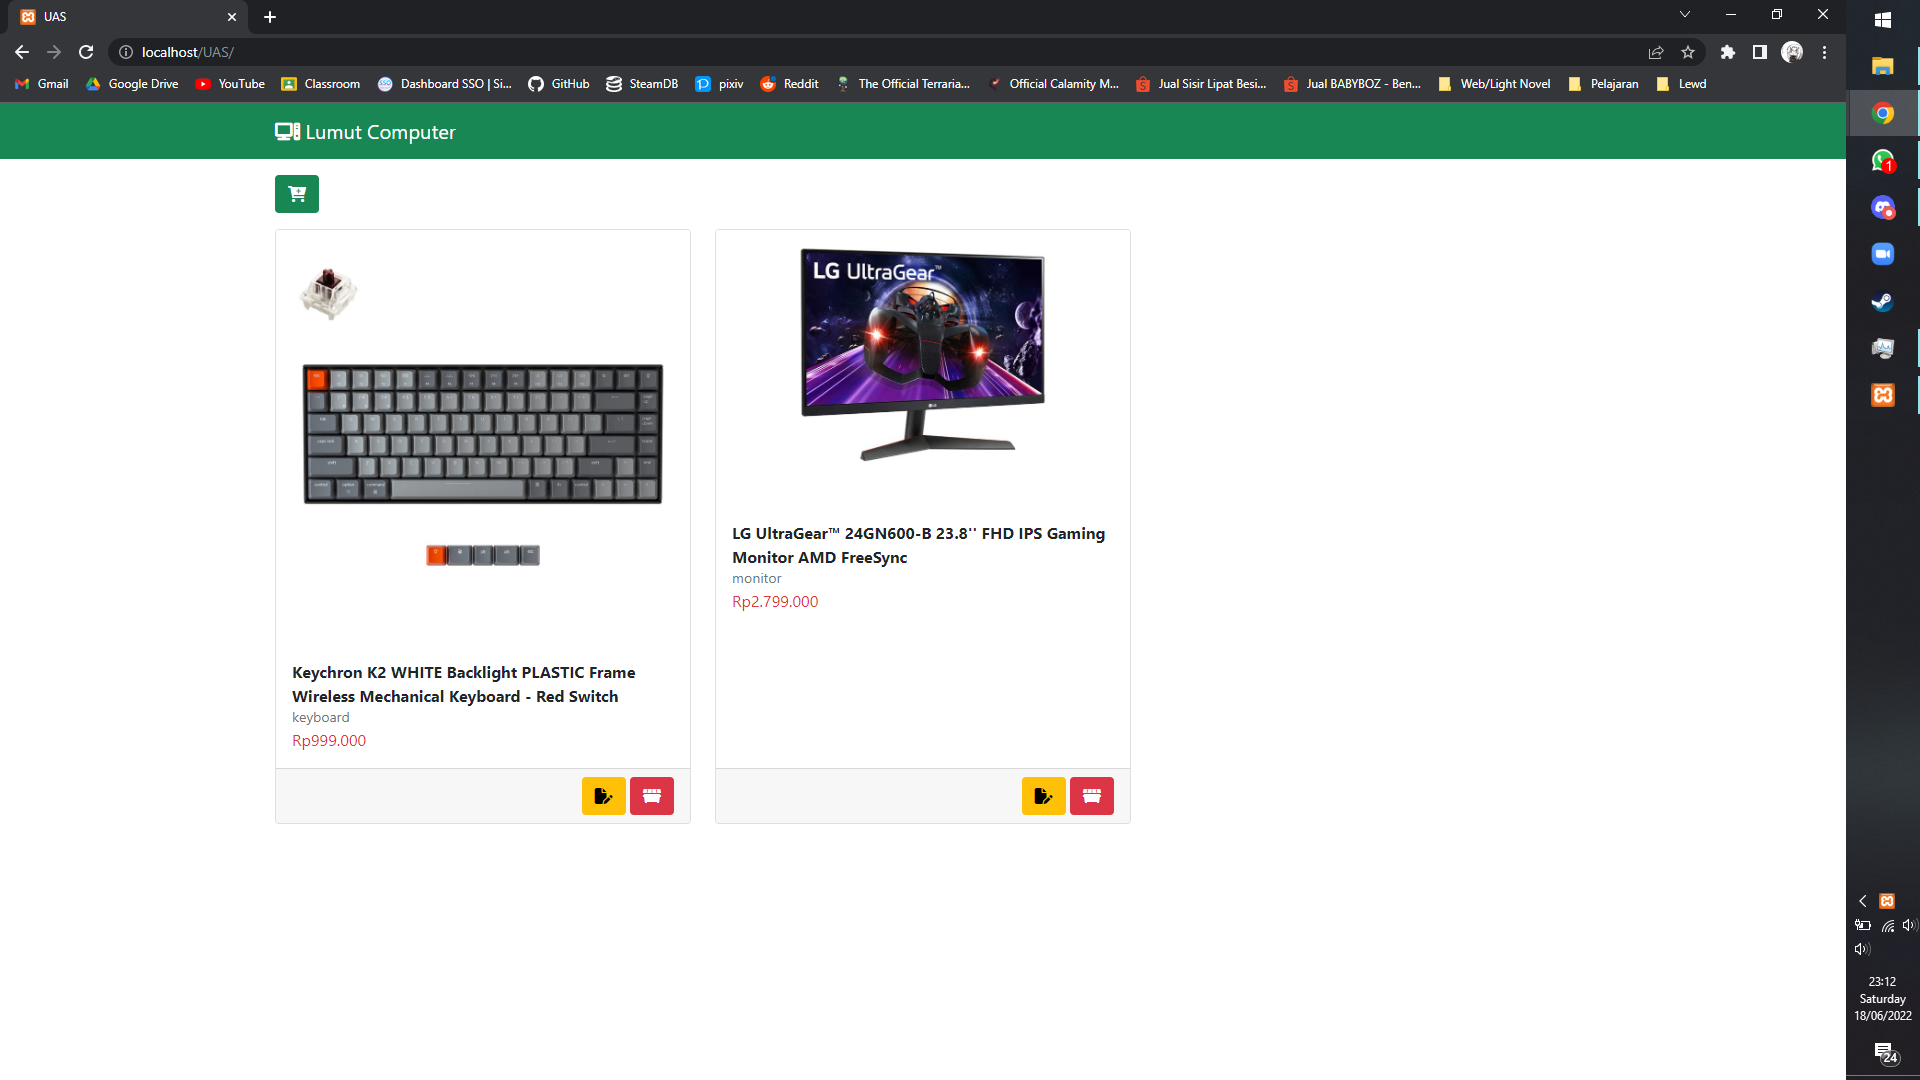 UAS
localhost/UAS/
Gmail
Google Drive
YouTube
Classroom
Dashboard SSO | Si...
GitHub
SteamDB
pixiv
Reddit
The Official Terraria...
Official Calamity M...
Jual Sisir Lipat Besi...
Jual BABYBOZ - Ben...
Web/Light Novel
Pelajaran
Lewd
Lumut Computer
LG UltraGear™
Keychron K2 WHITE Backlight PLASTIC Frame
Wireless Mechanical Keyboard - Red Switch
keyboard
Rp999.000
LG UltraGear™ 24GN600-B 23.8'' FHD IPS Gaming
Monitor AMD FreeSync
monitor
Rp2.799.000
1
23:12
Saturday
18/06/2022
24